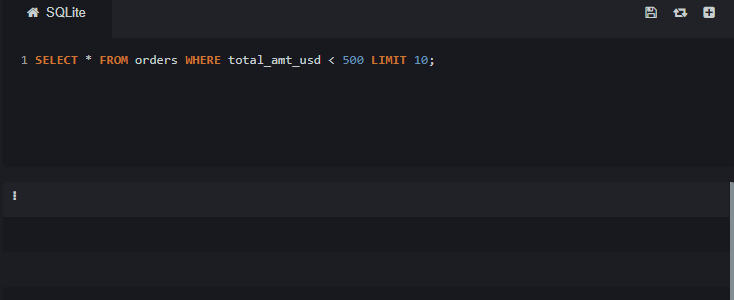 SQLite
1 SELECT * FROM orders WHERE total_amt_usd < 500 LIMIT 10;